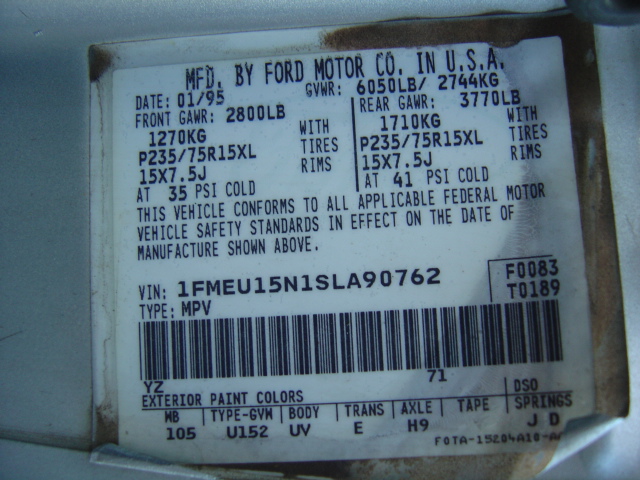 MFD. BY FORD MOTOR CO. IN U.S.A.
DATE: 01/95 GVWR: 6050LB/ 2744KG
FRONT GAWR: 2800LB REAR GAWR: 3770LB
1270KG WITH 1710KG WITH
P235/75R15XL TIRES P235/75R15XL TIRES
15X7.5J RIMS 15X7.5J RIMS
AT 35 PSI COLD AT 41 PSI COLD
THIS VEHICLE CONFORMS TO ALL APPLICABLE FEDERAL MOTOR
VEHICLE SAFETY STANDARDS IN EFFECT ON THE DATE OF
MANUFACTURE SHOWN ABOVE.
VIN: 1FMEU15N1SLA90762 F0083
TYPE: MPV T0189
YZ 71
EXTERIOR PAINT COLORS DSO
MB TYPE-GVW BODY TRANS AXLE TAPE SPRINGS
105 U152 UV E H9 J D
F0TA-15204A10-AA